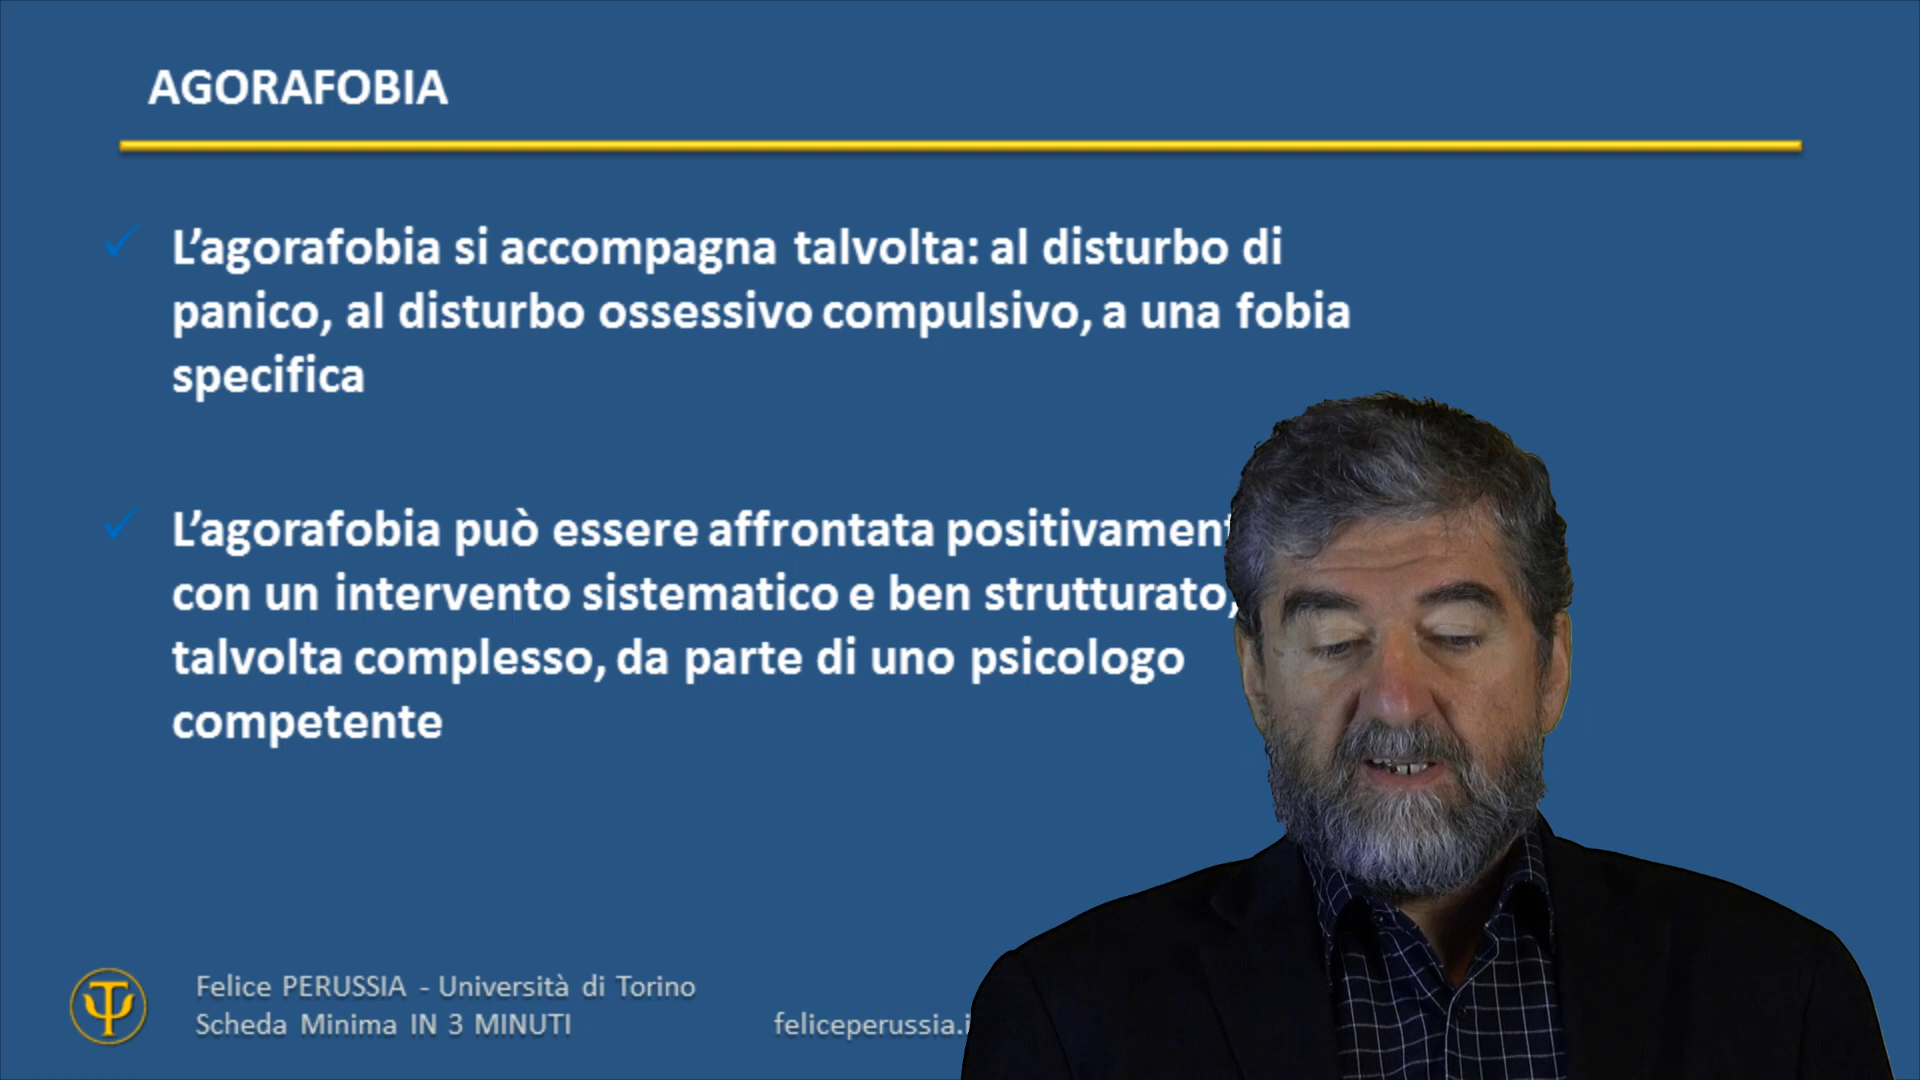 AGORAFOBIA
L’agorafobia si accompagna talvolta: al disturbo di
panico, al disturbo ossessivo compulsivo, a una fobia
specifica
L’agorafobia può essere affrontata
con un intervento sistematico e ben strutturato,
talvolta complesso, da parte di uno psicologo
competente
Felice PERUSSIA - Università di Torino
Scheda Minima IN 3 MINUTI